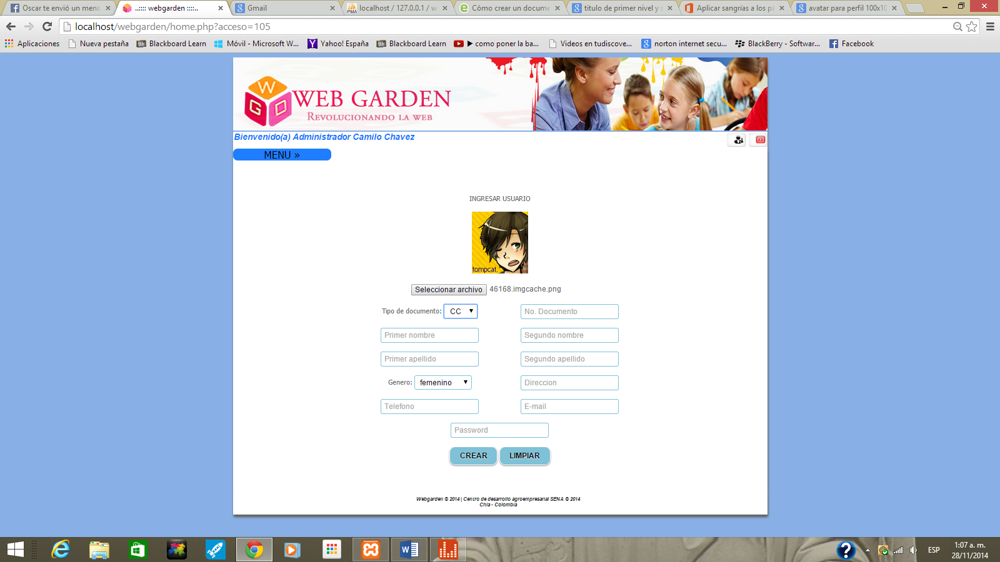 Oscar te envió un mens
..:::: webgarden ::::..
Gmail
localhost / 127.0.0.1 / w
Cómo crear un docume
titulo de primer nivel y s
Aplicar sangrías a los pá
avatar para perfil 100x10
localhost/webgarden/home.php?acceso=105
Aplicaciones
Nueva pestaña
Blackboard Learn
Móvil - Microsoft W...
Yahoo! España
Blackboard Learn
▶ como poner la ba...
Videos en tudiscove...
norton internet secu...
BlackBerry - Softwar...
Facebook
W
G D
WEB GARDEN
REVOLUCIONANDO LA WEB
Bienvenido(a) Administrador Camilo Chavez
MENU »
INGRESAR USUARIO
tompcat.
Seleccionar archivo 46168.imgcache.png
Tipo de documento: CC
No. Documento
Primer nombre
Segundo nombre
Primer apellido
Segundo apellido
Genero: femenino
Direccion
Telefono
E-mail
Password
CREAR
LIMPIAR
Webgarden © 2014 | Centro de desarrollo agroempresarial SENA © 2014
Chía - Colombia
ESP
1:07 a. m.
28/11/2014